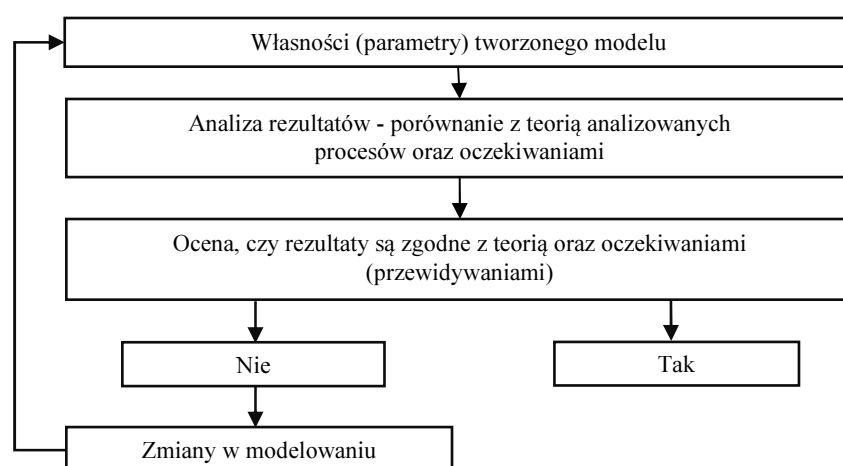 Własności (parametry) tworzonego modelu
Analiza rezultatów - porównanie z teorią analizowanych
procesów oraz oczekiwaniami
Ocena, czy rezultaty są zgodne z teorią oraz oczekiwaniami
(przewidywaniami)
Nie
Tak
Zmiany w modelowaniu